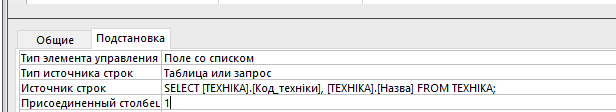 Общие Подстановка
Тип элемента управления Поле со списком
Тип источника строк Таблица или запрос
Источник строк SELECT [ТЕХНІКА].[Код_техніки], [ТЕХНІКА].[Назва] FROM ТЕХНІКА;
Присоединенный столбец 1